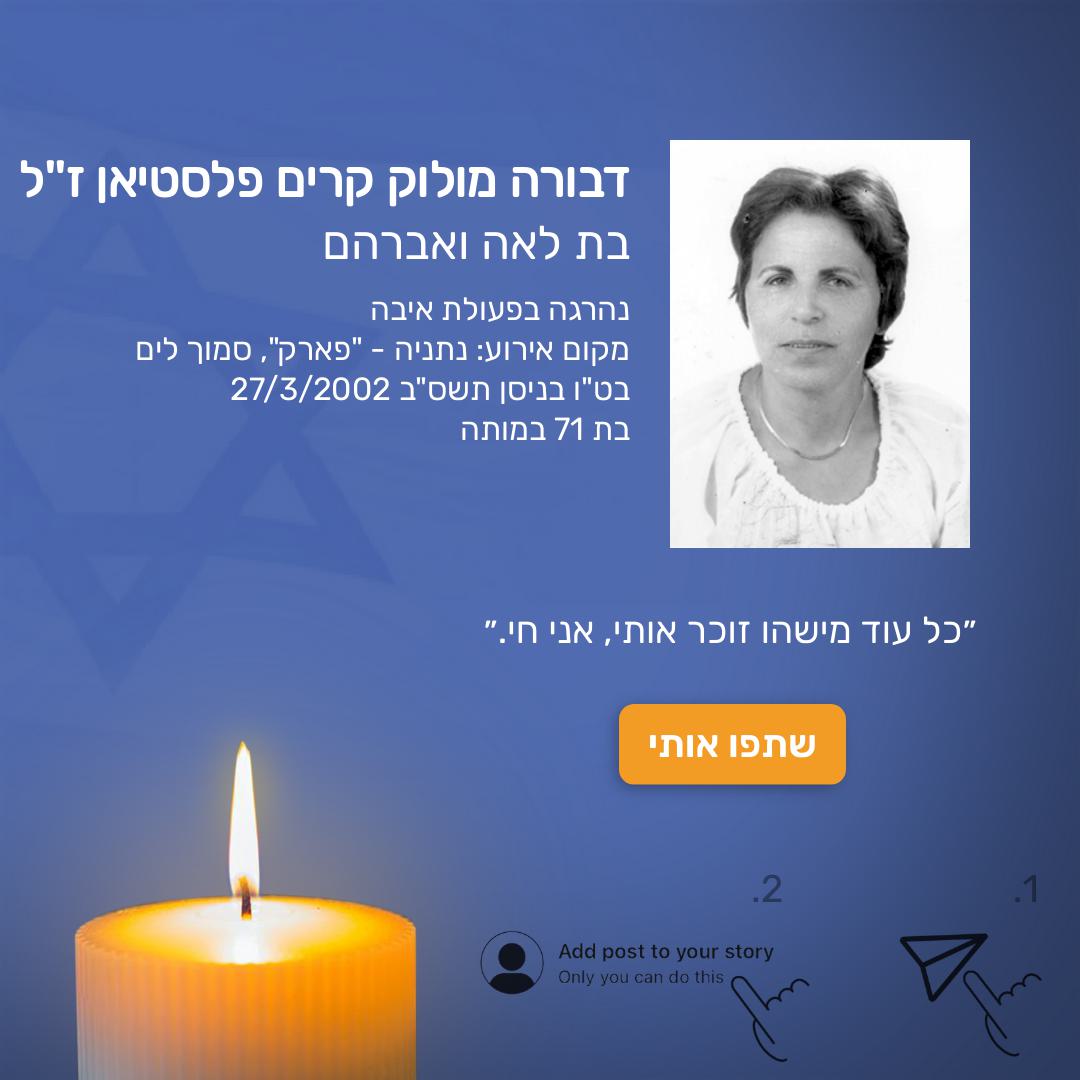 דבורה מולוק קרים פלסטיאן ז"ל
בת לאה ואברהם
נהרגה בפעולת איבה
מקום אירוע: נתניה - "פארק", סמוך לים
בט"ו בניסן תשס"ב 27/3/2002
בת 71 במותה
״כל עוד מישהו זוכר אותי, אני חי.״
שתפו אותי
.1
.2
Add post to your story
Only you can do this